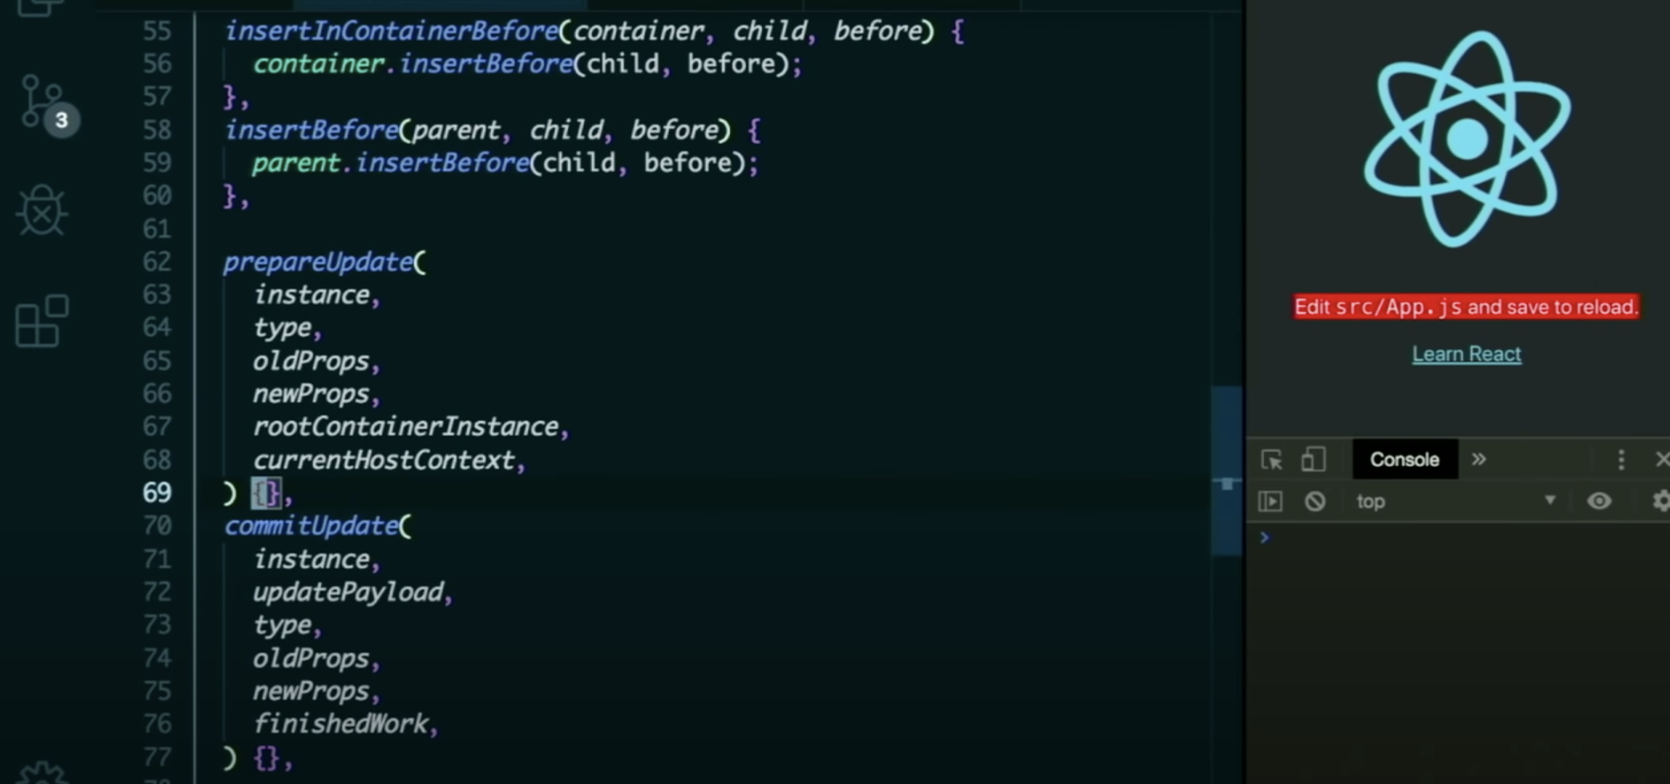 55 insertInContainerBefore(container, child, before) {
56 container.insertBefore(child, before);
57 },
58 insertBefore(parent, child, before) {
59 parent.insertBefore(child, before);
60 },
61
62 prepareUpdate(
63 instance,
64 type,
65 oldProps,
66 newProps,
67 rootContainerInstance,
68 currentHostContext,
69 ) {},
70 commitUpdate(
71 instance,
72 updatePayload,
73 type,
74 oldProps,
75 newProps,
76 finishedWork,
77 ) {},
3
Edit src/App.js and save to reload.
Learn React
Console
top